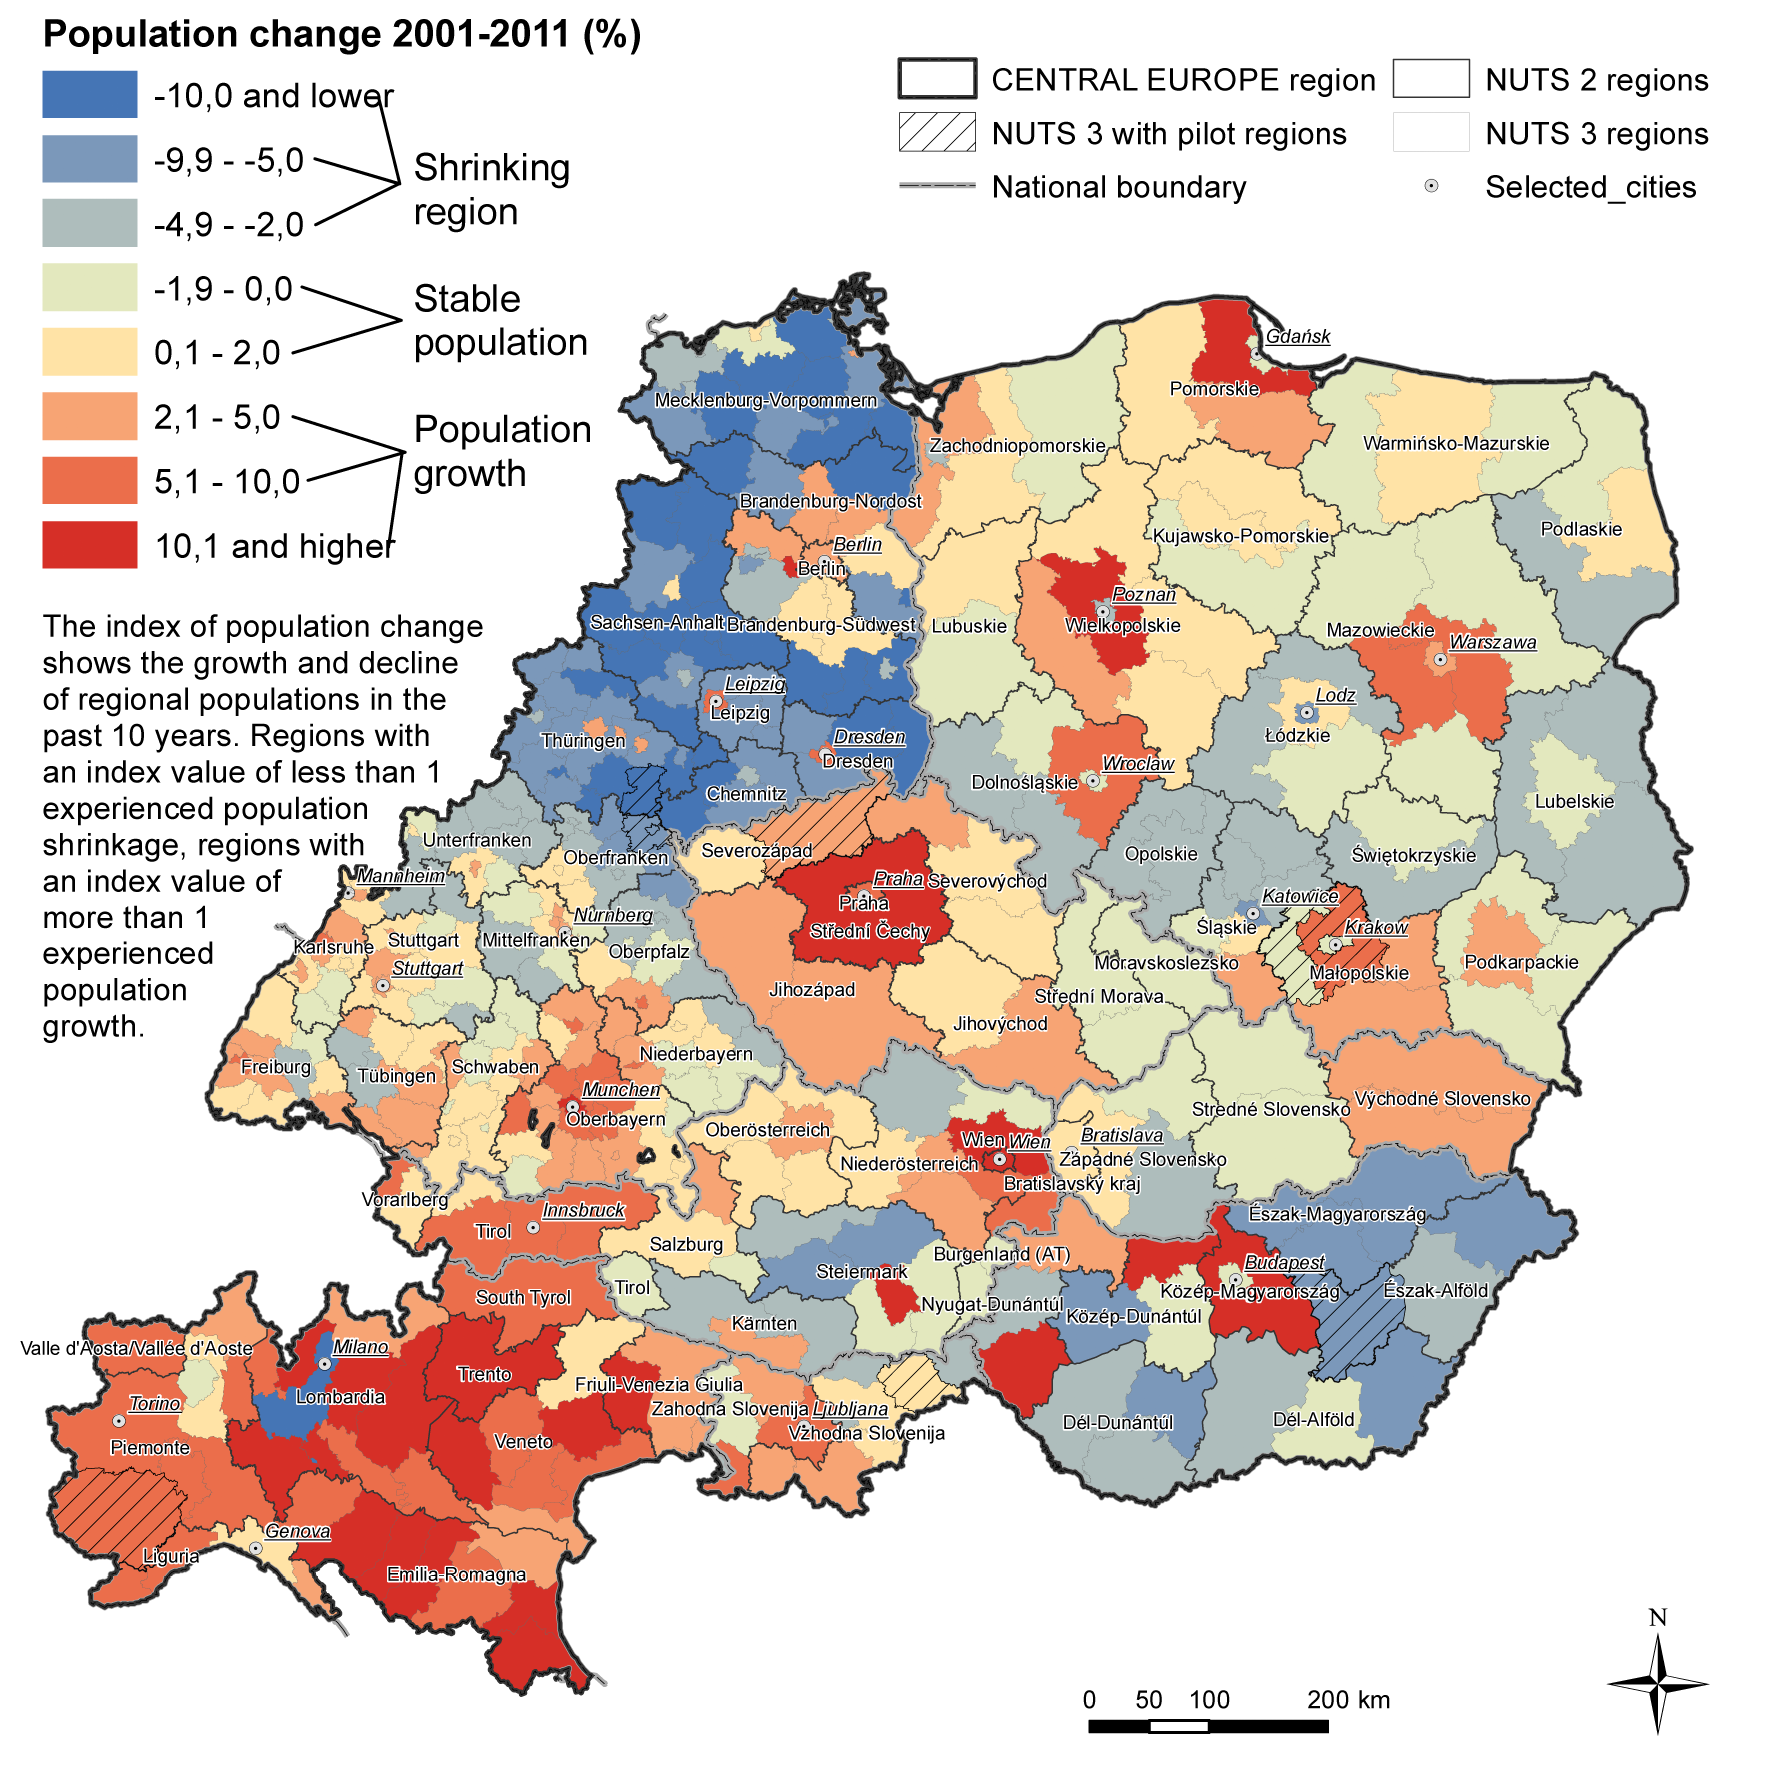 Population change 2001-2011 (%)
-10,0 and lower
-9,9 - -5,0
-4,9 - -2,0
-1,9 - 0,0
0,1 - 2,0
2,1 - 5,0
5,1 - 10,0
10,1 and higher
Shrinking
region
Stable
population
Population
growth
CENTRAL EUROPE region
NUTS 3 with pilot regions
National boundary
NUTS 2 regions
NUTS 3 regions
Selected_cities
The index of population change
shows the growth and decline
of regional populations in the
past 10 years. Regions with
an index value of less than 1
experienced population
shrinkage, regions with
an index value of
more than 1
experienced
population
growth.
Gdańsk
Pomorskie
Mecklenburg-Vorpommern
Zachodniopomorskie
Warmińsko-Mazurskie
Brandenburg-Nordost
Podlaskie
Kujawsko-Pomorskie
Berlin
Berlin
Poznań
Sachsen-Anhalt
Brandenburg-Südwest
Lubuskie
Wielkopolskie
Mazowieckie
Warszawa
Leipzig
Leipzig
Lodz
Łódzkie
Thüringen
Dresden
Dresden
Wroclaw
Dolnośląskie
Chemnitz
Lubelskie
Unterfranken
Oberfranken
Severozápad
Opolskie
Świętokrzyskie
Mannheim
Praha
Severovýchod
Praha
Katowice
Nürnberg
Střední Čechy
Śląskie
Krakow
Karlsruhe
Stuttgart
Mittelfranken
Oberpfalz
Stuttgart
Moravskoslezsko
Małopolskie
Podkarpackie
Jihozápad
Střední Morava
Jihovýchod
Niederbayern
Freiburg
Tübingen
Schwaben
Munchen
Oberbayern
Východné Slovensko
Stredné Slovensko
Oberösterreich
Wien
Wien
Bratislava
Niederösterreich
Západné Slovensko
Bratislavský kraj
Vorarlberg
Innsbruck
Tirol
Salzburg
Észak-Magyarország
Burgenland (AT)
Steiermark
Budapest
South Tyrol
Tirol
Nyugat-Dunántúl
Közép-Magyarország
Észak-Alföld
Közép-Dunántúl
Kärnten
Valle d'Aosta/Vallée d'Aoste
Milano
Trento
Lombardia
Friuli-Venezia Giulia
Torino
Zahodna Slovenija
Ljubljana
Vzhodna Slovenija
Dél-Dunántúl
Dél-Alföld
Piemonte
Veneto
Genova
Liguria
Emilia-Romagna
N
0 50 100 200 km